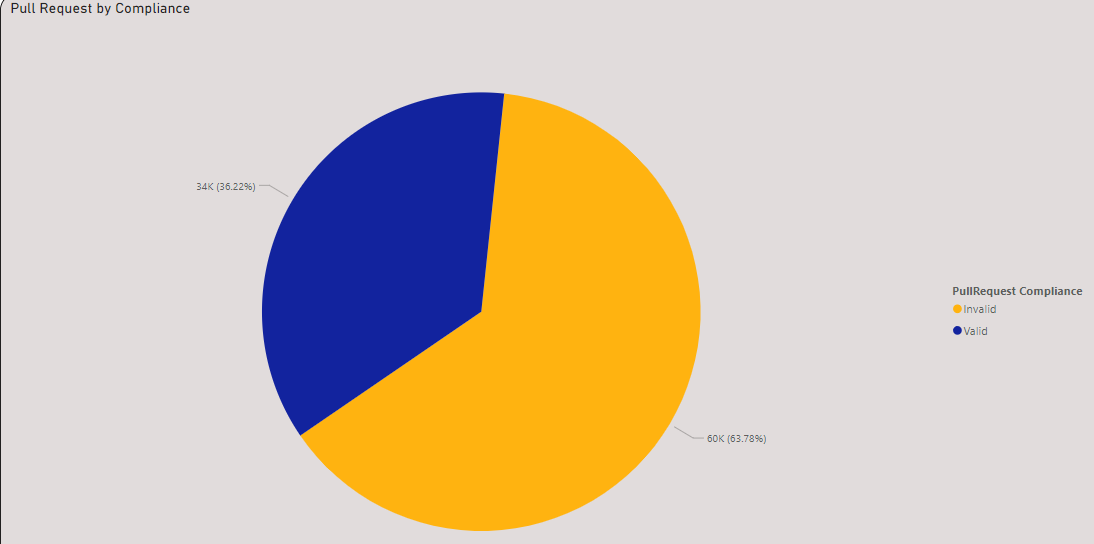 Pull Request by Compliance
34K (36.22%)
PullRequest Compliance
Invalid
Valid
60K (63.78%)